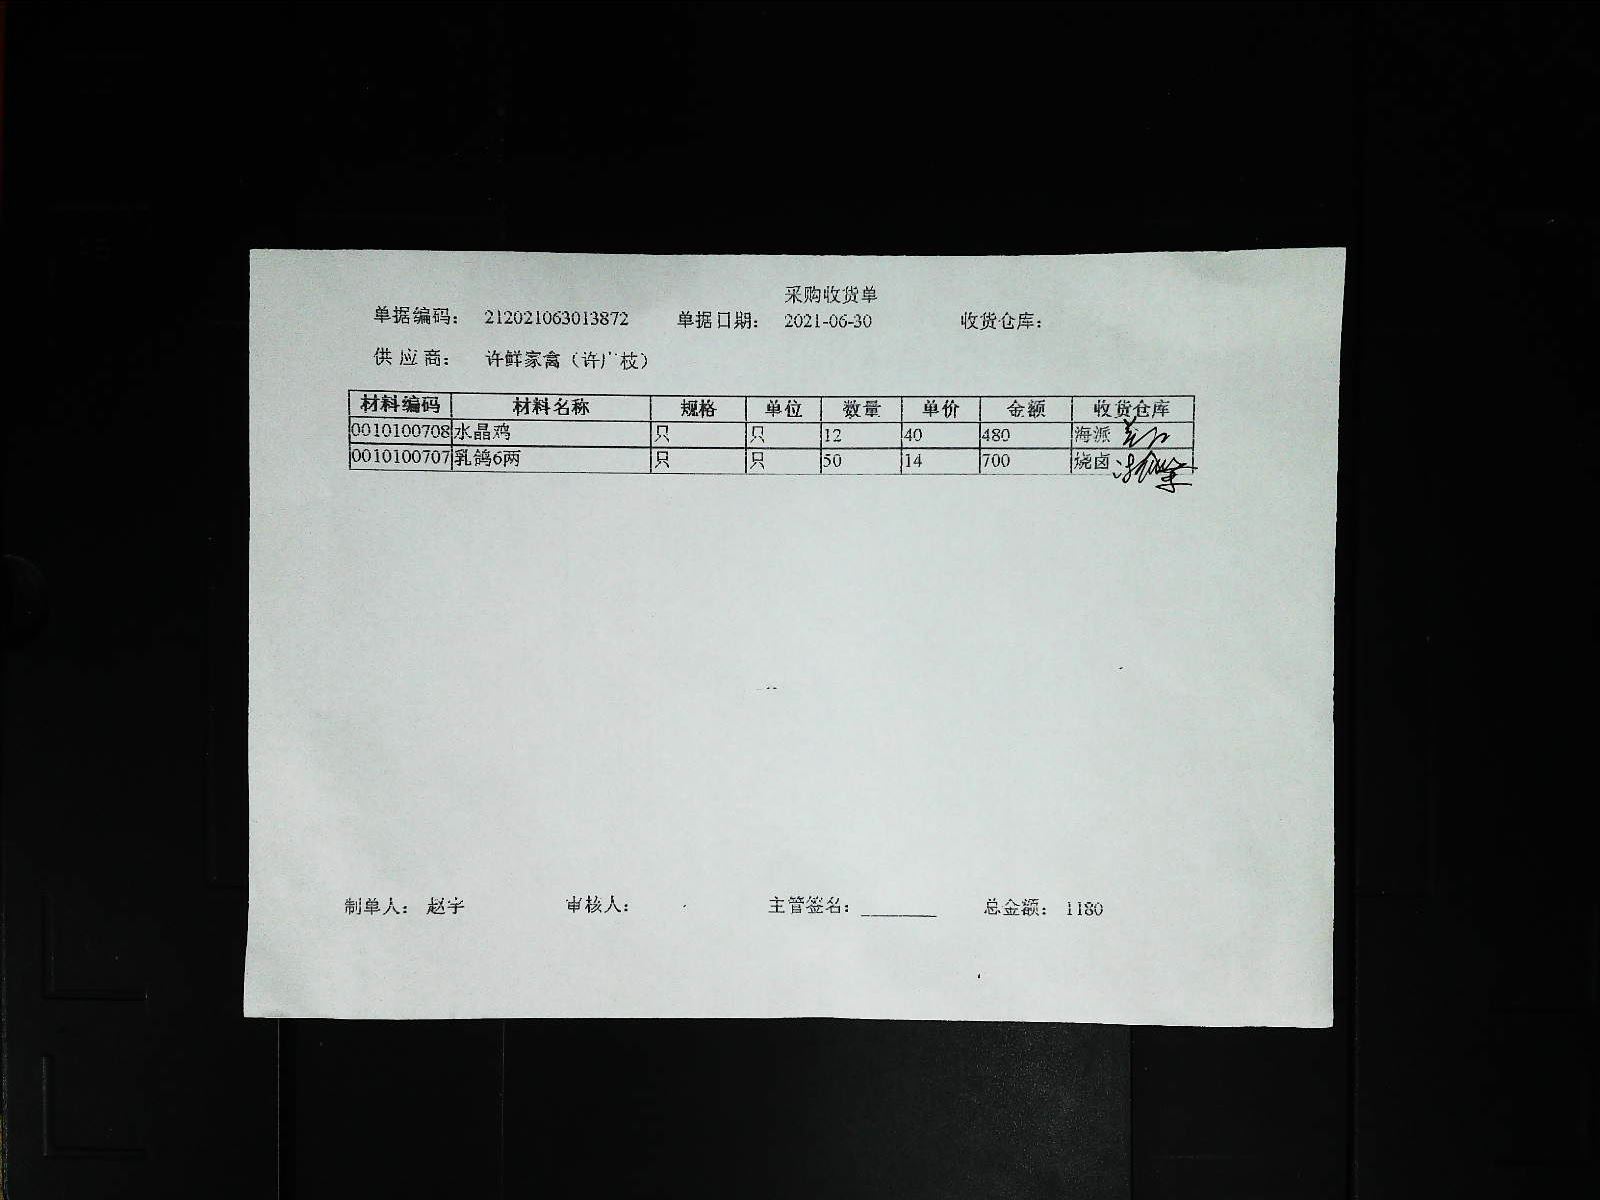 采购收货单
单据编码： 212021063013872 单据日期： 2021-06-30 收货仓库：
供应商： 许鲜家禽（许广枝）
材料编码 材料名称 规格 单位 数量 单价 金额 收货仓库
0010100708 水晶鸡 只 只 12 40 480 海派
0010100707 乳鸽6两 只 只 50 14 700 烧卤
制单人： 赵宇 审核人： 主管签名： 总金额： 1180